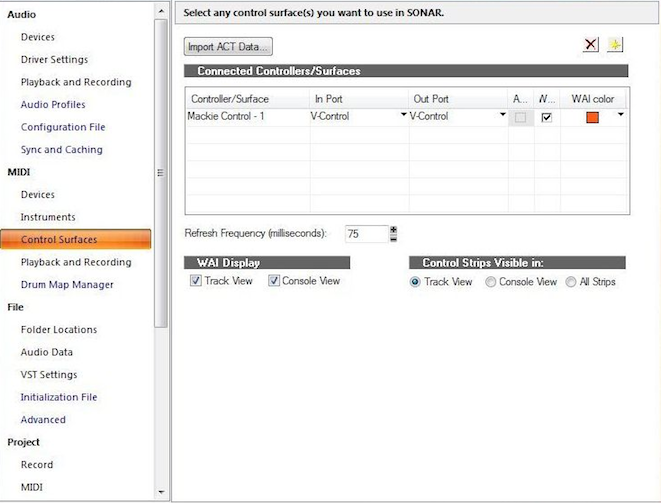 Audio
Devices
Driver Settings
Playback and Recording
Audio Profiles
Configuration File
Sync and Caching
MIDI
Devices
Instruments
Control Surfaces
Playback and Recording
Drum Map Manager
File
Folder Locations
Audio Data
VST Settings
Initialization File
Advanced
Project
Record
MIDI
Select any control surface(s) you want to use in SONAR.
Import ACT Data...
Connected Controllers/Surfaces
Controller/Surface In Port Out Port A... W... WAI color
Mackie Control - 1 V-Control V-Control
Refresh Frequency (milliseconds): 75
WAI Display Control Strips Visible in:
Track View Console View Track View Console View All Strips